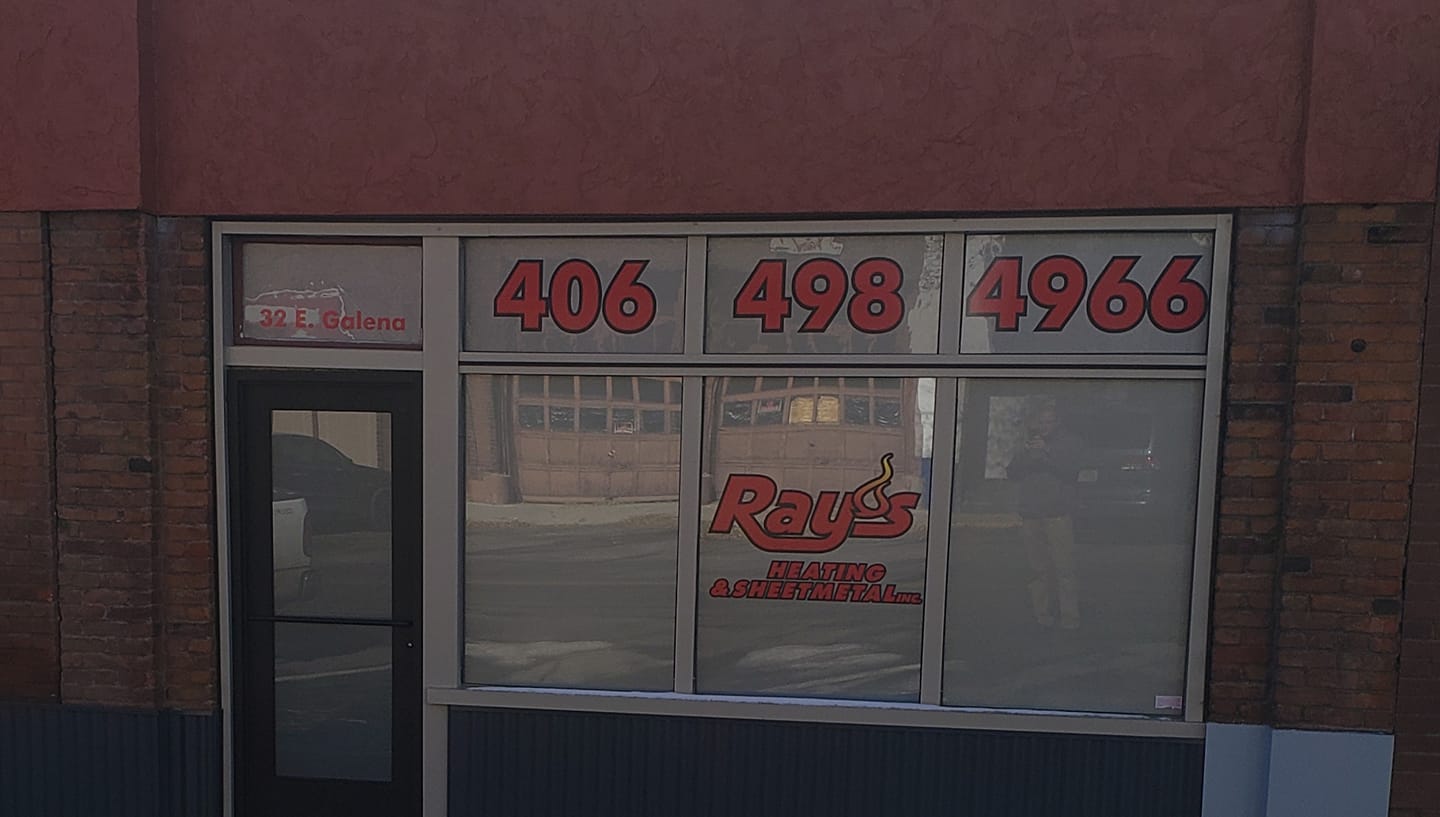 406 498 4966
32 E. Galena
Ray's
HEATING
& SHEETMETAL INC.